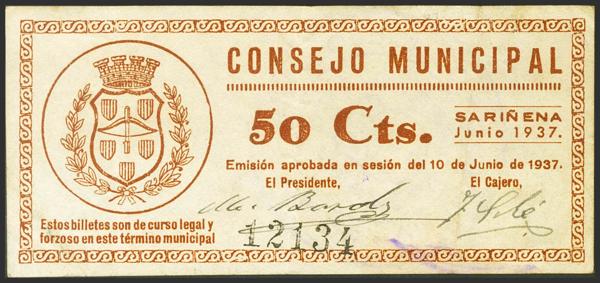 CONSEJO MUNICIPAL
50 Cts.
SARIÑENA
Junio 1937.
Emisión aprobada en sesión del 10 de Junio de 1937.
El Presidente,
El Cajero,
Estos billetes son de curso legal y
forzoso en este término municipal
12134